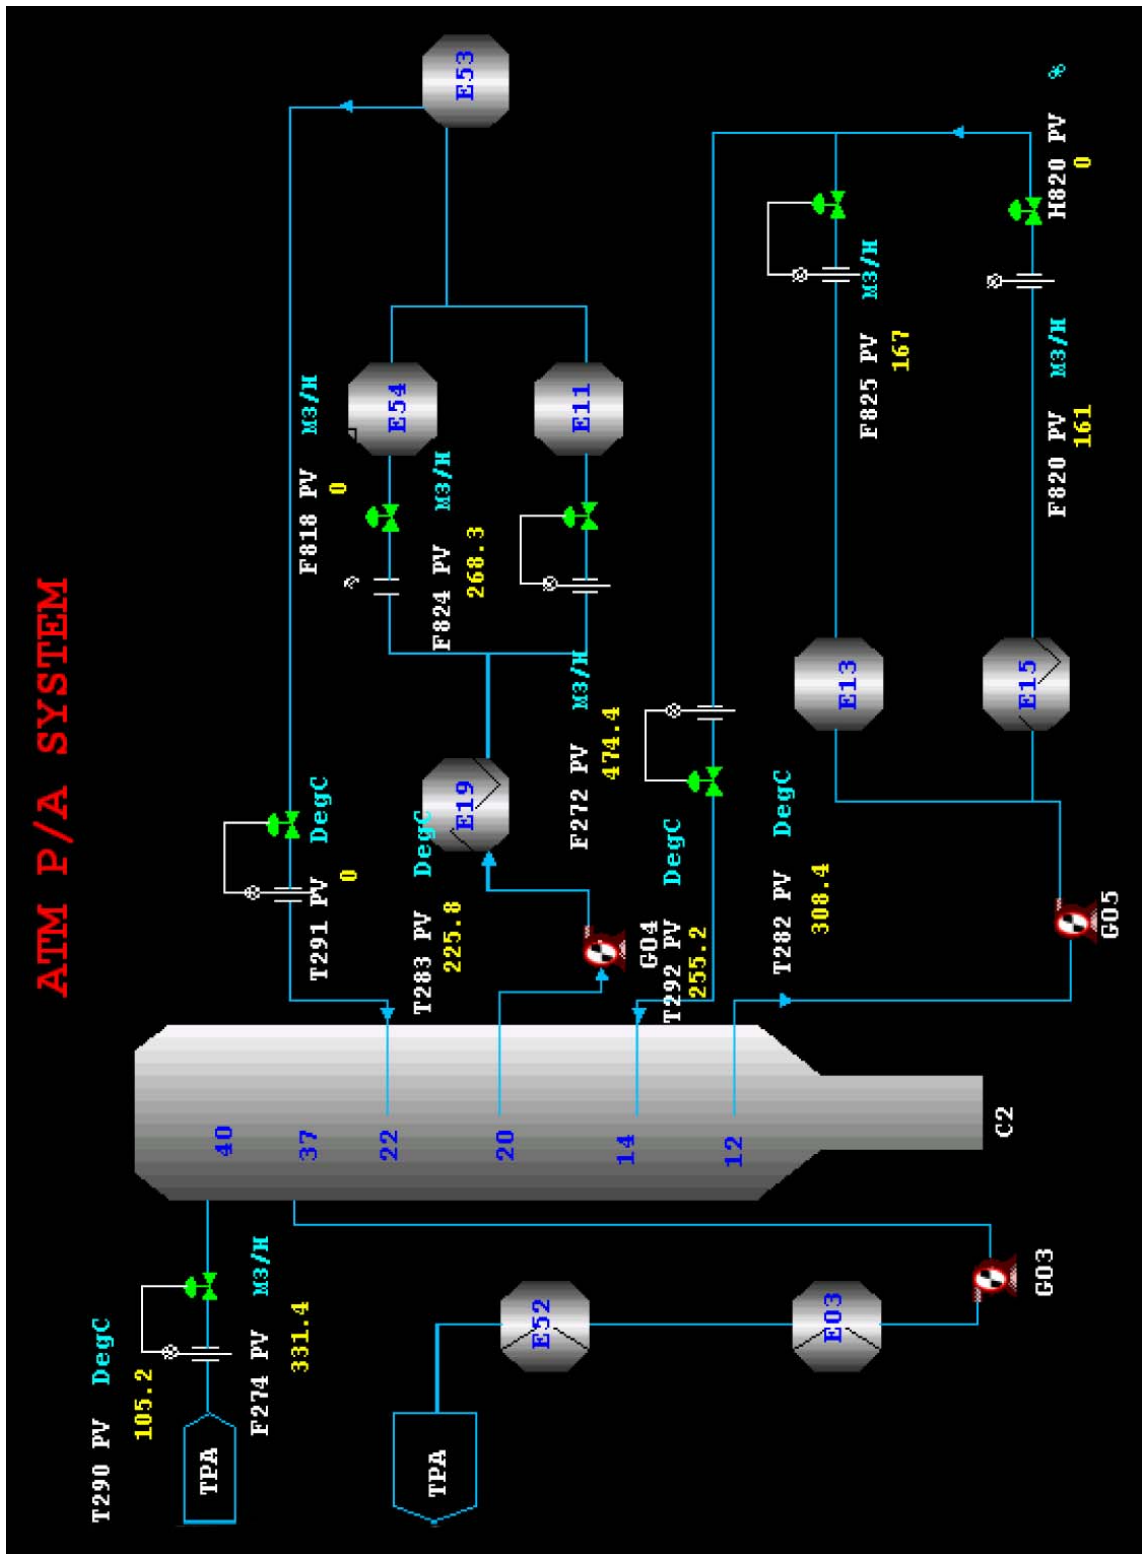 ATM P/A SYSTEM
T290 PV DegC
105.2
TPA
F274 PV M3/H
331.4
TPA
E52
E03
G03
40
37
22
20
14
12
C2
T291 PV DegC
0
F818 PV M3/H
0
E54
E53
T283 PV DegC
225.8
E19
F824 PV M3/H
268.3
E11
G04
F272 PV M3/H
474.4
T292 PV DegC
255.2
T282 PV DegC
308.4
E13
F825 PV M3/H
167
G05
E15
F820 PV M3/H
161
H820 PV %
0